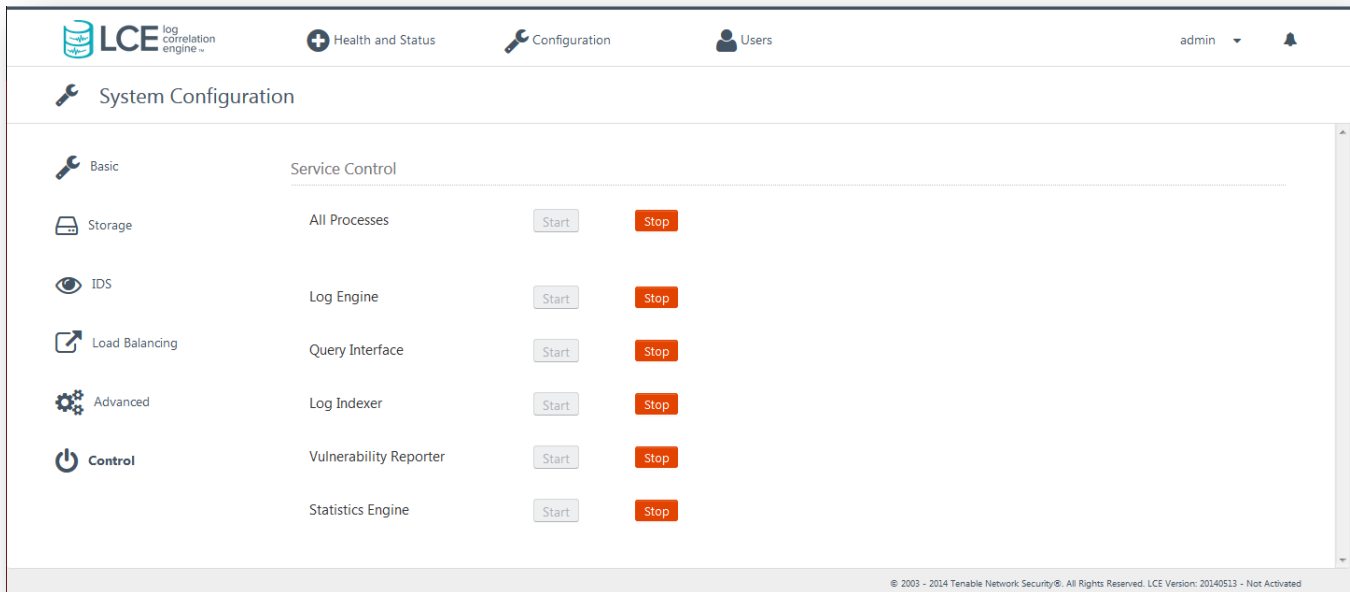 LCE log correlation engine™
Health and Status
Configuration
Users
admin
System Configuration
Basic
Storage
IDS
Load Balancing
Advanced
Control
Service Control
All Processes Start Stop
Log Engine Start Stop
Query Interface Start Stop
Log Indexer Start Stop
Vulnerability Reporter Start Stop
Statistics Engine Start Stop
© 2003 - 2014 Tenable Network Security®. All Rights Reserved. LCE Version: 20140513 - Not Activated